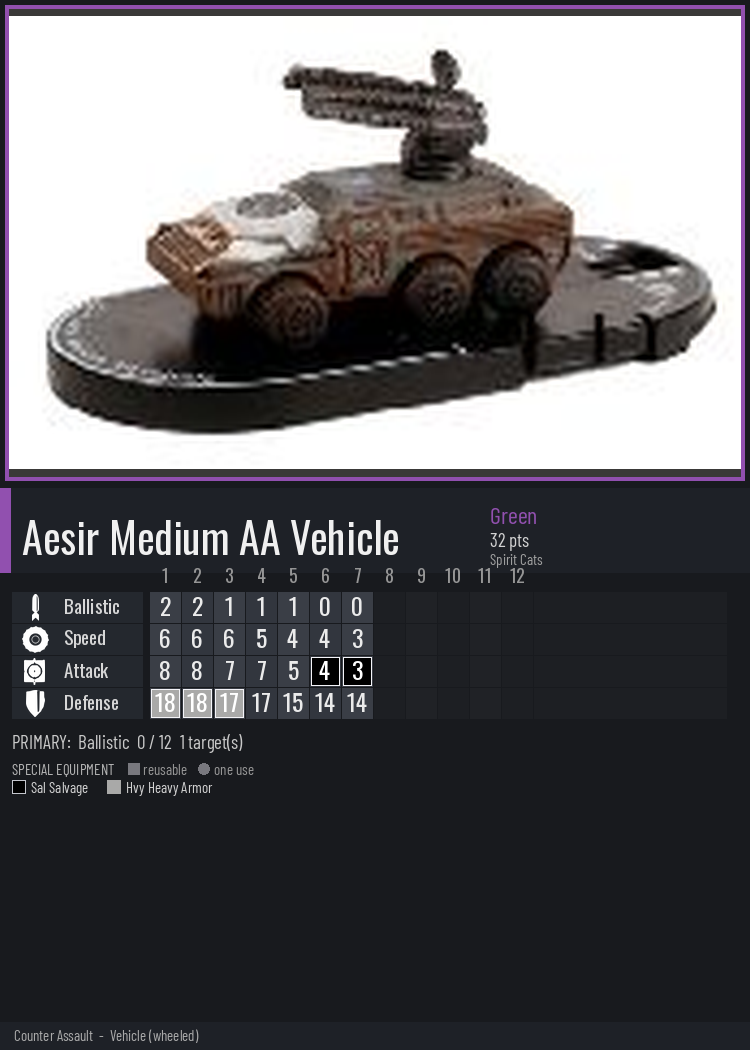 Aesir Medium AA Vehicle
Green
32 pts
Spirit Cats
1 2 3 4 5 6 7 8 9 10 11 12
Ballistic 2 2 1 1 1 0 0
Speed 6 6 6 5 4 4 3
Attack 8 8 7 7 5 4 3
Defense 18 18 17 17 15 14 14
PRIMARY: Ballistic 0 / 12 1 target(s)
SPECIAL EQUIPMENT reusable one use
Sal Salvage Hvy Heavy Armor
Counter Assault - Vehicle (wheeled)